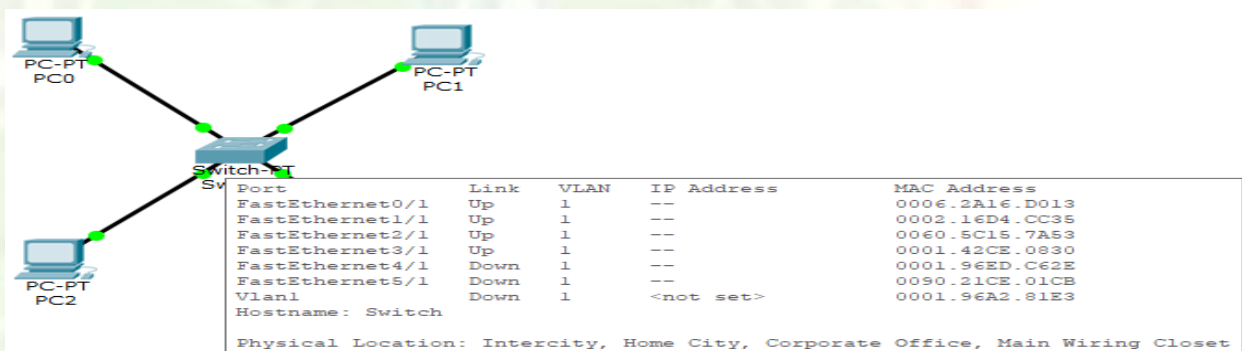 PC-PT
PC0
PC-PT
PC1
Switch-PT
Sw
Port Link VLAN IP Address MAC Address
FastEthernet0/1 Up 1 -- 0006.2A16.D013
FastEthernet1/1 Up 1 -- 0002.16D4.CC35
FastEthernet2/1 Up 1 -- 0060.5C15.7A53
FastEthernet3/1 Up 1 -- 0001.42CE.0830
FastEthernet4/1 Down 1 -- 0001.96ED.C62E
FastEthernet5/1 Down 1 -- 0090.21CE.01CB
Vlan1 Down 1 <not set> 0001.96A2.81E3
Hostname: Switch
Physical Location: Intercity, Home City, Corporate Office, Main Wiring Closet
PC-PT
PC2